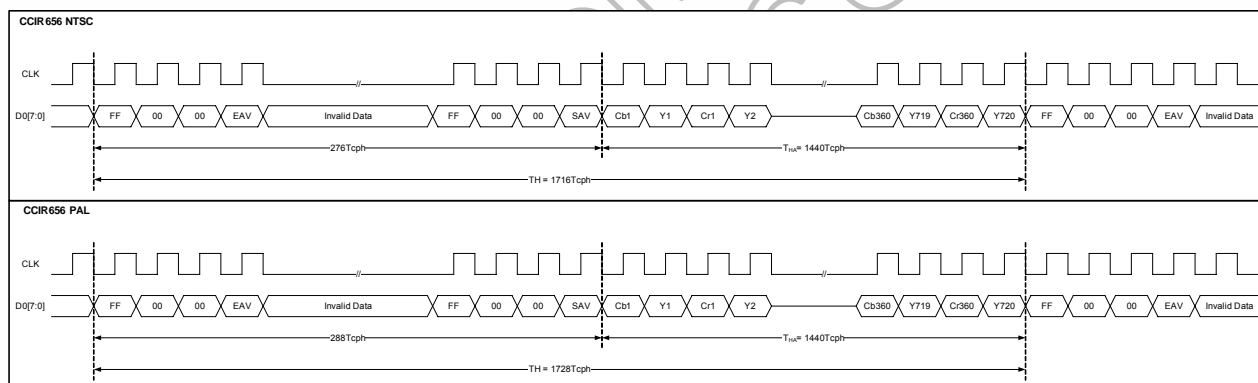 CCIR656 NTSC
CLK // //
D0[7:0] FF 00 00 EAV Invalid Data FF 00 00 SAV Cb1 Y1 Cr1 Y2 Cb360 Y719 Cr360 Y720 FF 00 00 EAV Invalid Data
276Tcph THA= 1440Tcph
TH = 1716Tcph
CCIR656 PAL
CLK // //
D0[7:0] FF 00 00 EAV Invalid Data FF 00 00 SAV Cb1 Y1 Cr1 Y2 Cb360 Y719 Cr360 Y720 FF 00 00 EAV Invalid Data
288Tcph THA= 1440Tcph
TH = 1728Tcph